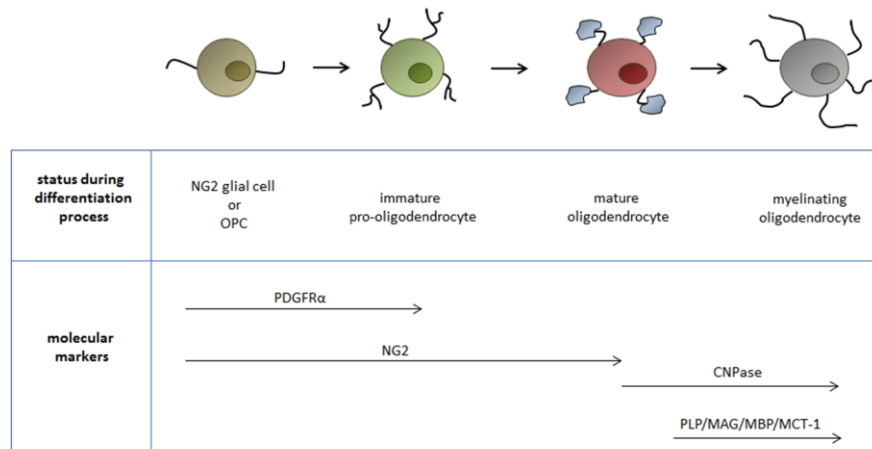 status during
differentiation
process
NG2 glial cell
or
OPC
immature
pro-oligodendrocyte
mature
oligodendrocyte
myelinating
oligodendrocyte
molecular
markers
PDGFRα
NG2
CNPase
PLP/MAG/MBP/MCT-1